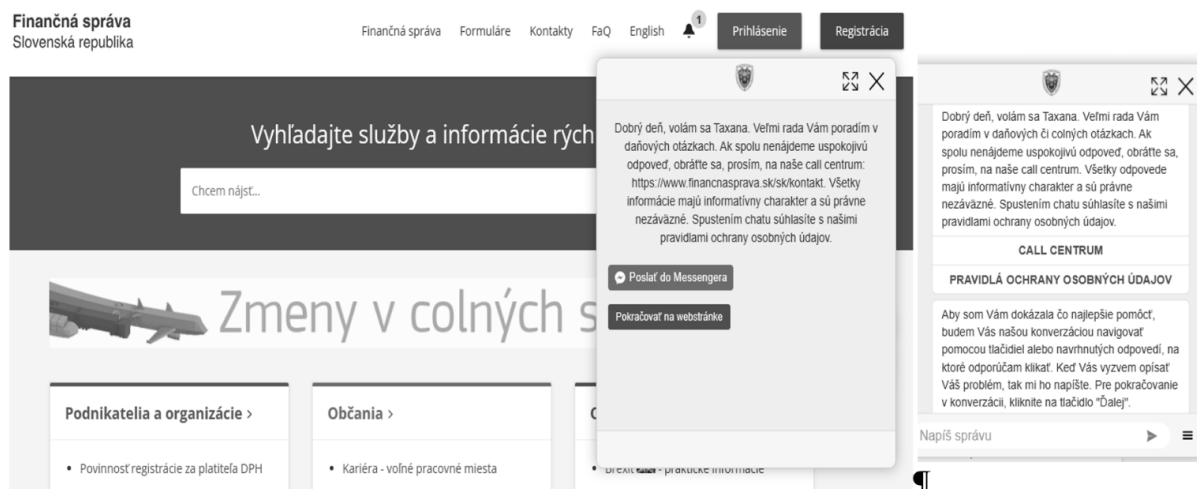 Finančná správa
Slovenská republika
Finančná správa Formuláre Kontakty FaQ English 1 Prihlásenie Registrácia
Vyhľadajte služby a informácie rých
Chcem nájsť...
Zmeny v colných s
Podnikatelia a organizácie >
• Povinnosť registrácie za platiteľa DPH
Občania >
• Kariéra - voľné pracovné miesta
• Brexit - praktické informácie
Dobrý deň, volám sa Taxana. Veľmi rada Vám poradím v
daňových otázkach. Ak spolu nenájdeme uspokojivú
odpoveď, obráťte sa, prosím, na naše call centrum:
https://www.financnasprava.sk/sk/kontakt. Všetky
informácie majú informatívny charakter a sú právne
nezáväzné. Spustením chatu súhlasíte s našimi
pravidlami ochrany osobných údajov.
Poslať do Messengera
Pokračovať na webstránke
Dobrý deň, volám sa Taxana. Veľmi rada Vám
poradím v daňových či colných otázkach. Ak
spolu nenájdeme uspokojivú odpoveď, obráťte sa,
prosím, na naše call centrum. Všetky odpovede
majú informatívny charakter a sú právne
nezáväzné. Spustením chatu súhlasíte s našimi
pravidlami ochrany osobných údajov.
CALL CENTRUM
PRAVIDLÁ OCHRANY OSOBNÝCH ÚDAJOV
Aby som Vám dokázala čo najlepšie pomôcť,
budem Vás našou konverzáciou navigovať
pomocou tlačidiel alebo navrhnutých odpovedí, na
ktoré odporúčam klikať. Keď Vás vyzvem opísať
Váš problém, tak mi ho napíšte. Pre pokračovanie
v konverzácii, kliknite na tlačidlo "Ďalej".
Napíš správu
¶